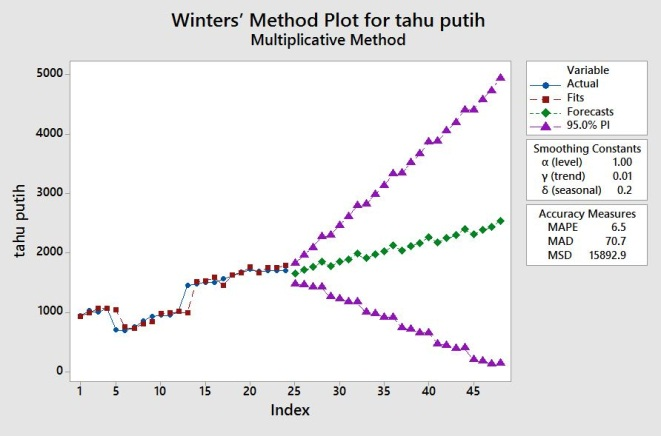 Winters' Method Plot for tahu putih
Multiplicative Method
5000
4000
3000
2000
1000
0
tahu putih
1 5 10 15 20 25 30 35 40 45
Index
Variable
Actual
Fits
Forecasts
95.0% PI
Smoothing Constants
α (level) 1.00
γ (trend) 0.01
δ (seasonal) 0.2
Accuracy Measures
MAPE 6.5
MAD 70.7
MSD 15892.9